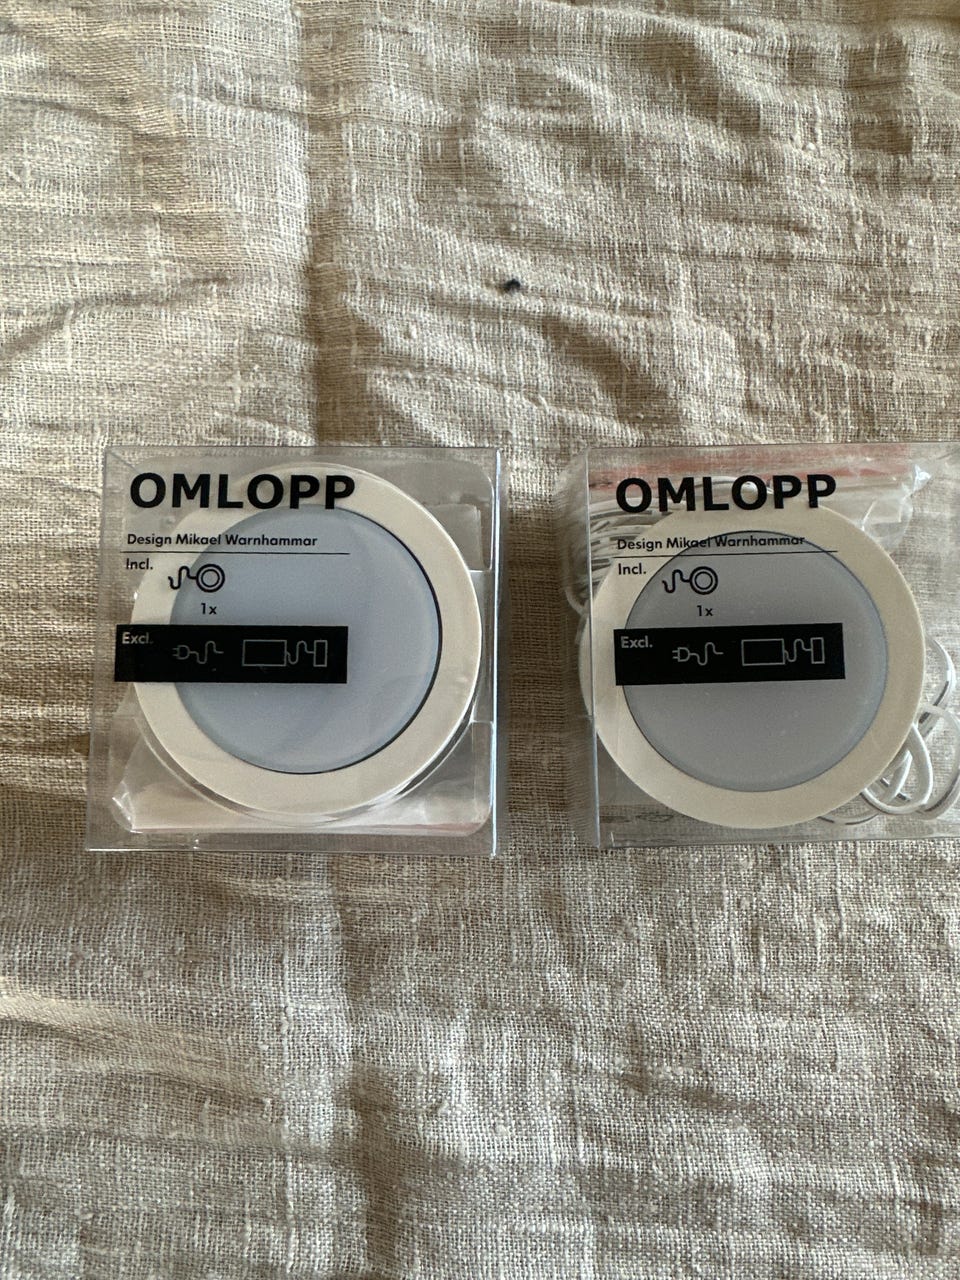 OMLOPP
Design Mikael Warnhammar
Incl.
1x
Excl.
OMLOPP
Design Mikael Warnhammar
Incl.
1x
Excl.